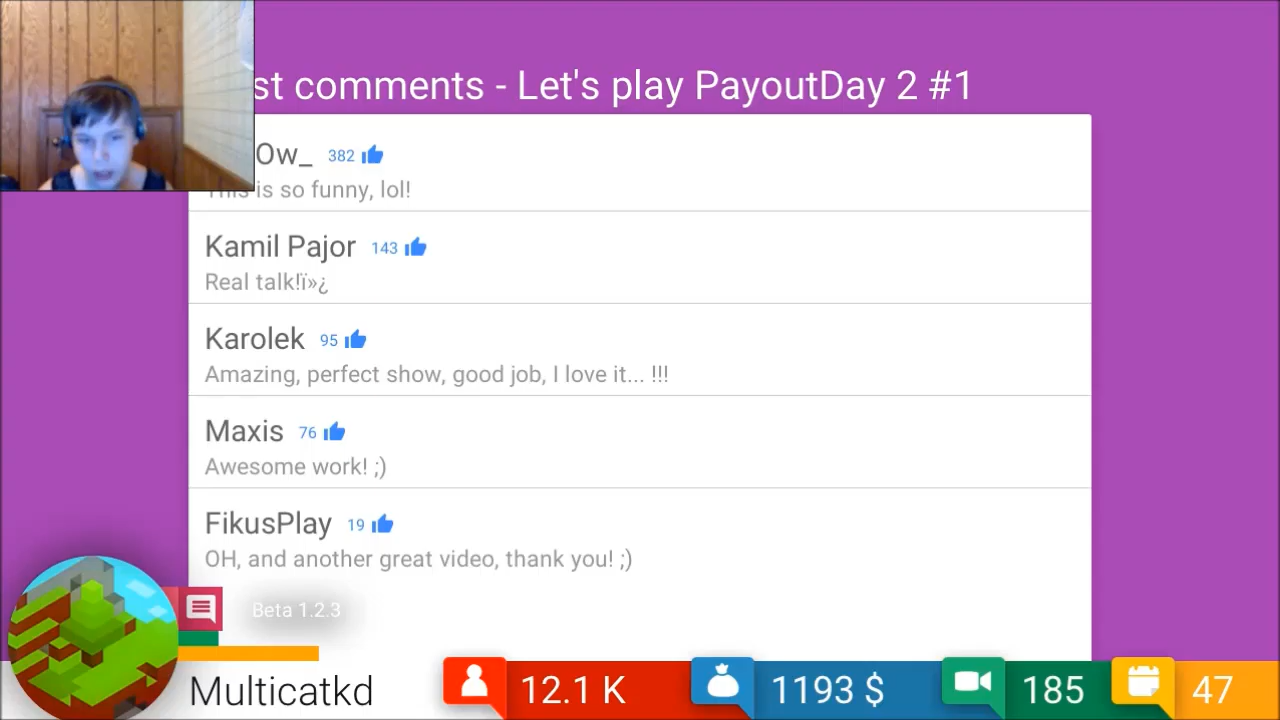 st comments - Let's play PayoutDay 2 #1
Ow_ 382
This is so funny, lol!
Kamil Pajor 143
Real talk!ï»¿
Karolek 95
Amazing, perfect show, good job, I love it... !!!
Maxis 76
Awesome work! ;)
FikusPlay 19
OH, and another great video, thank you! ;)
Beta 1.2.3
Multicatkd
12.1 K
1193 $
185
47